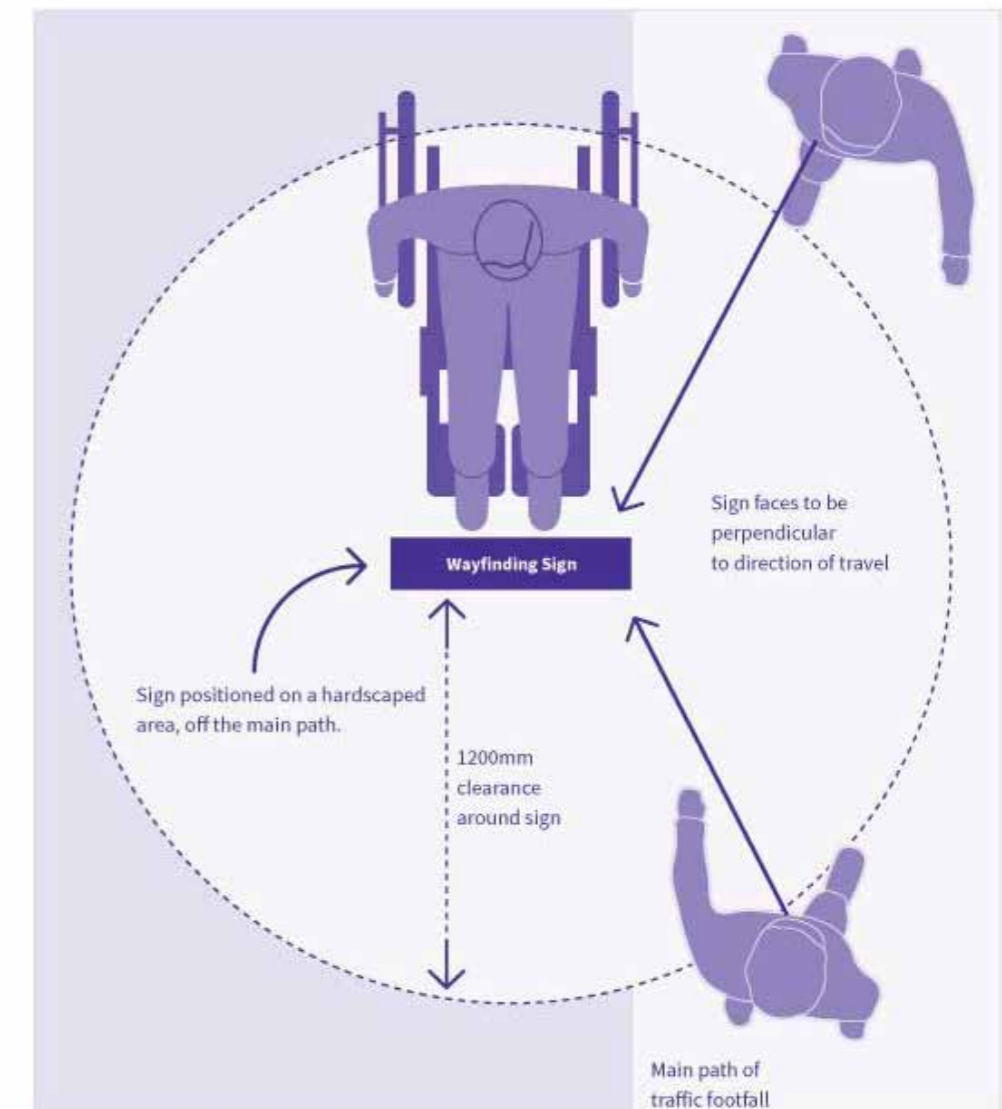 Wayfinding Sign
Sign faces to be
perpendicular
to direction of travel
Sign positioned on a hardscaped
area, off the main path.
1200mm
clearance
around sign
Main path of
traffic footfall